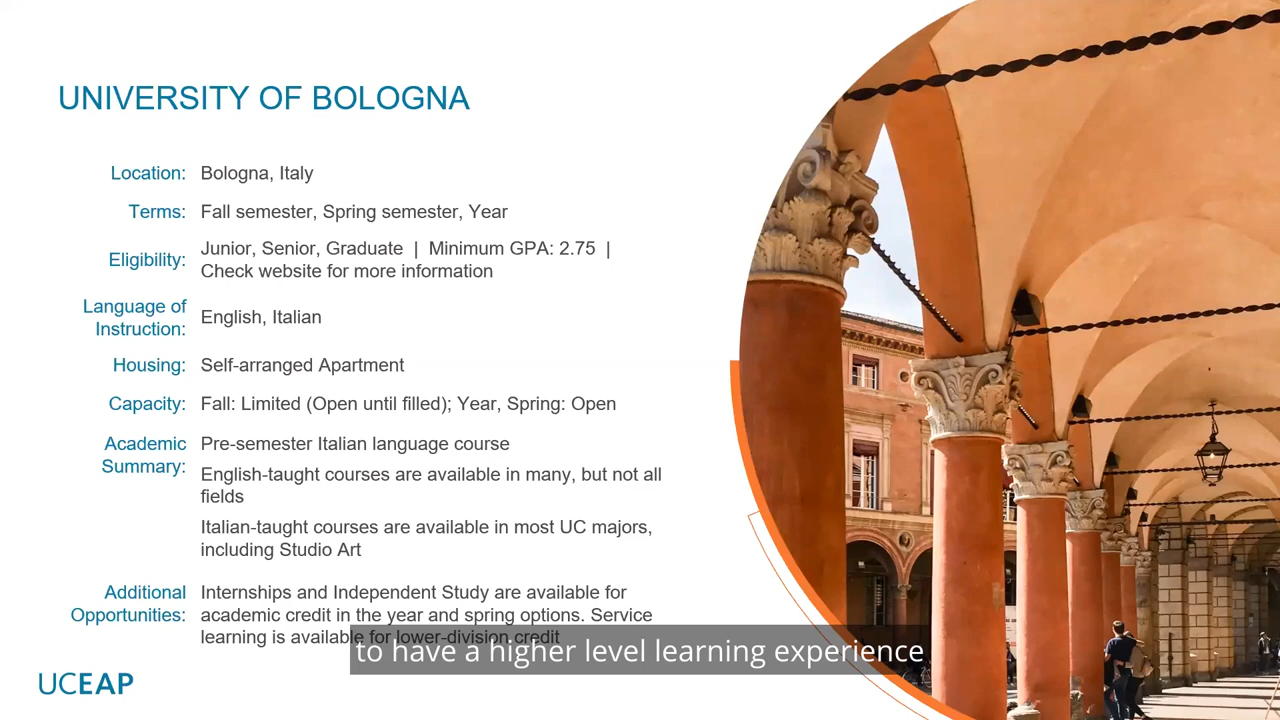 UNIVERSITY OF BOLOGNA
Location: Bologna, Italy
Terms: Fall semester, Spring semester, Year
Eligibility: Junior, Senior, Graduate | Minimum GPA: 2.75 |
Check website for more information
Language of
Instruction: English, Italian
Housing: Self-arranged Apartment
Capacity: Fall: Limited (Open until filled); Year, Spring: Open
Academic
Summary: Pre-semester Italian language course
English-taught courses are available in many, but not all
fields
Italian-taught courses are available in most UC majors,
including Studio Art
Additional
Opportunities: Internships and Independent Study are available for
academic credit in the year and spring options. Service
learning is available for lower-division credit
to have a higher level learning experience
UCEAP